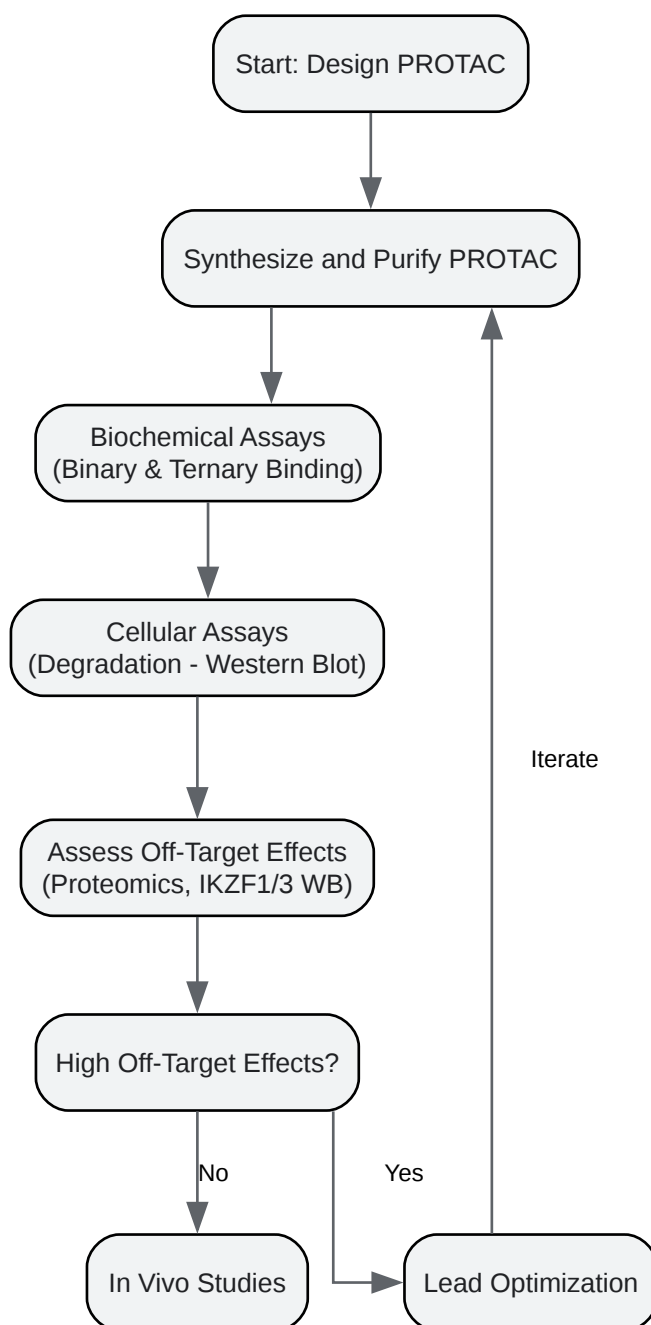 Start: Design PROTAC
Synthesize and Purify PROTAC
Biochemical Assays
(Binary & Ternary Binding)
Cellular Assays
(Degradation - Western Blot)
Iterate
Assess Off-Target Effects
(Proteomics, IKZF1/3 WB)
High Off-Target Effects?
No
Yes
In Vivo Studies
Lead Optimization